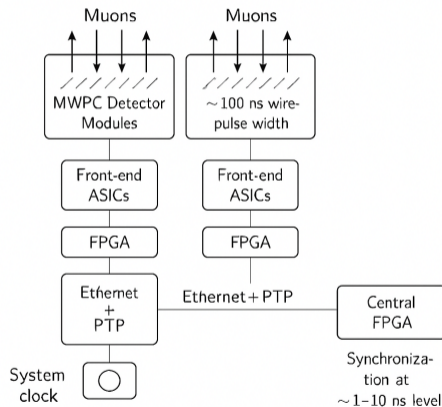 Muons
Muons
MWPC Detector
Modules
~100 ns wire-
pulse width
Front-end
ASICs
Front-end
ASICs
FPGA
FPGA
Ethernet
+
PTP
Ethernet+PTP
Central
FPGA
System
clock
Synchroniza-
tion at
~1–10 ns level